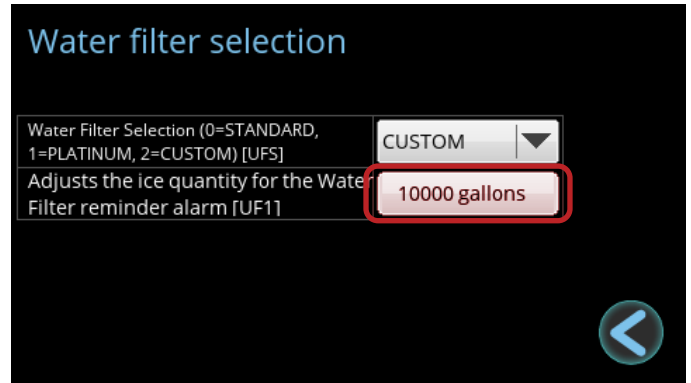 Water filter selection
Water Filter Selection (0=STANDARD,
1=PLATINUM, 2=CUSTOM) [UFS]
CUSTOM
Adjusts the ice quantity for the Water
Filter reminder alarm [UF1]
10000 gallons